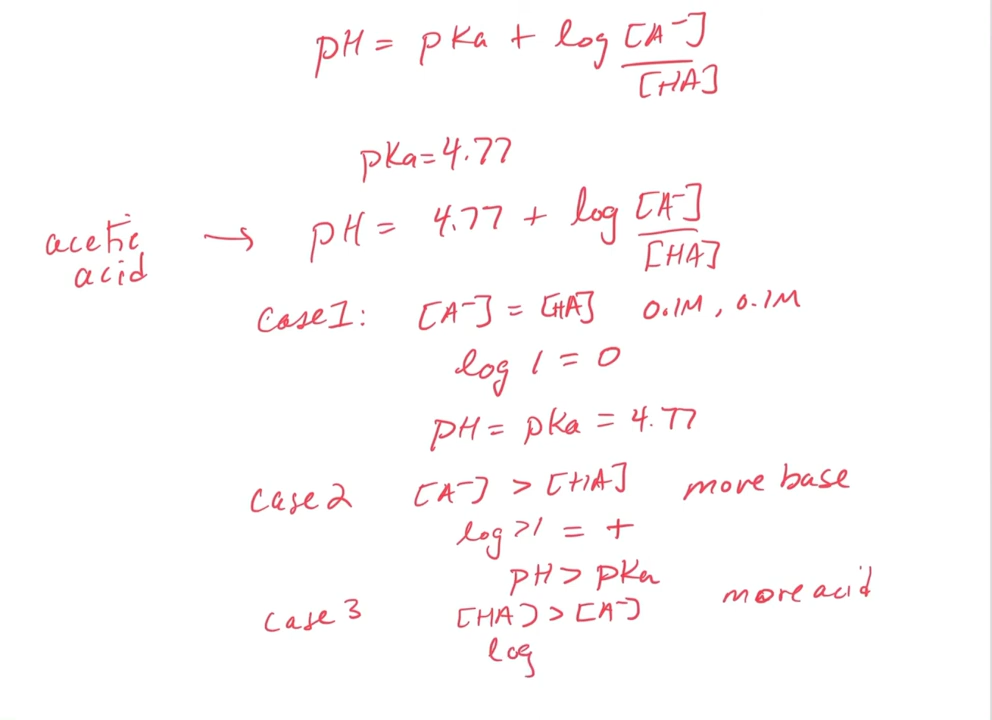 pH = pKa + log [A⁻]
[HA]
pKa = 4.77
acetic acid → pH = 4.77 + log [A⁻]
[HA]
Case 1: [A⁻] = [HA] 0.1M, 0.1M
log 1 = 0
pH = pKa = 4.77
Case 2 [A⁻] > [HA] more base
log >1 = +
pH > pKa
Case 3 [HA] > [A⁻] more acid
log